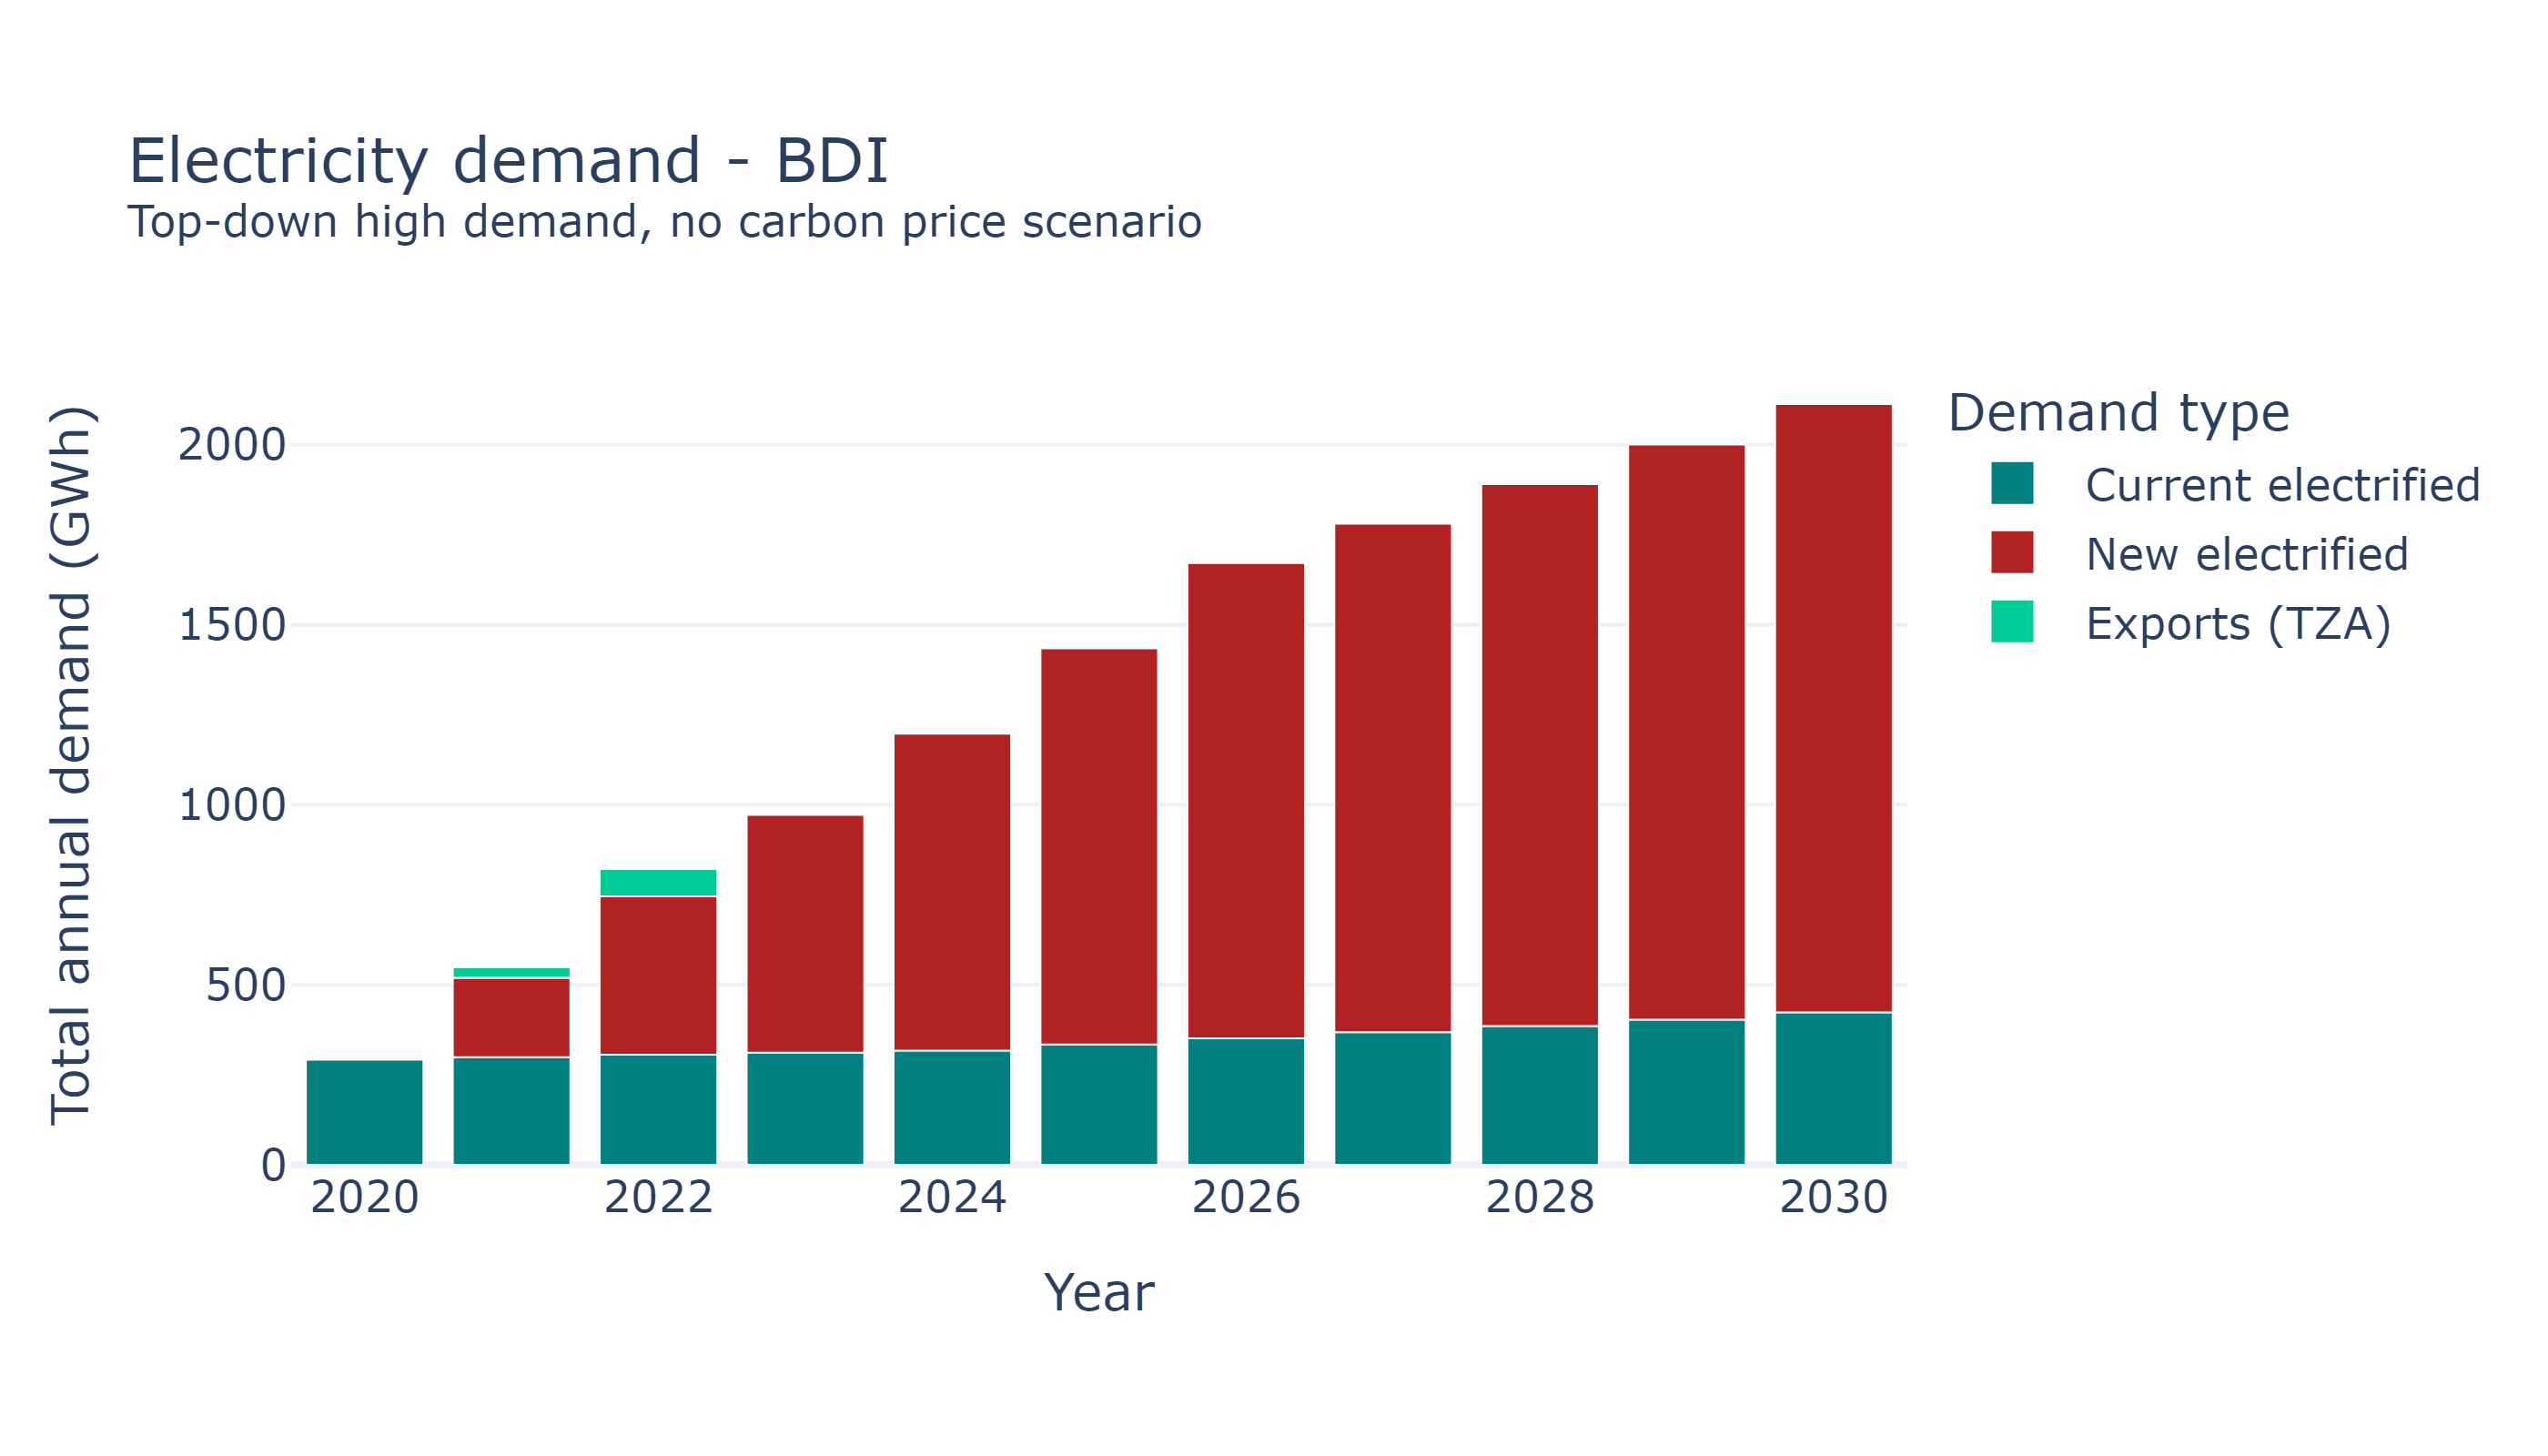 Electricity demand - BDI
Top-down high demand, no carbon price scenario
Total annual demand (GWh)
2000
1500
1000
500
0
2020
2022
2024
2026
2028
2030
Year
Demand type
Current electrified
New electrified
Exports (TZA)